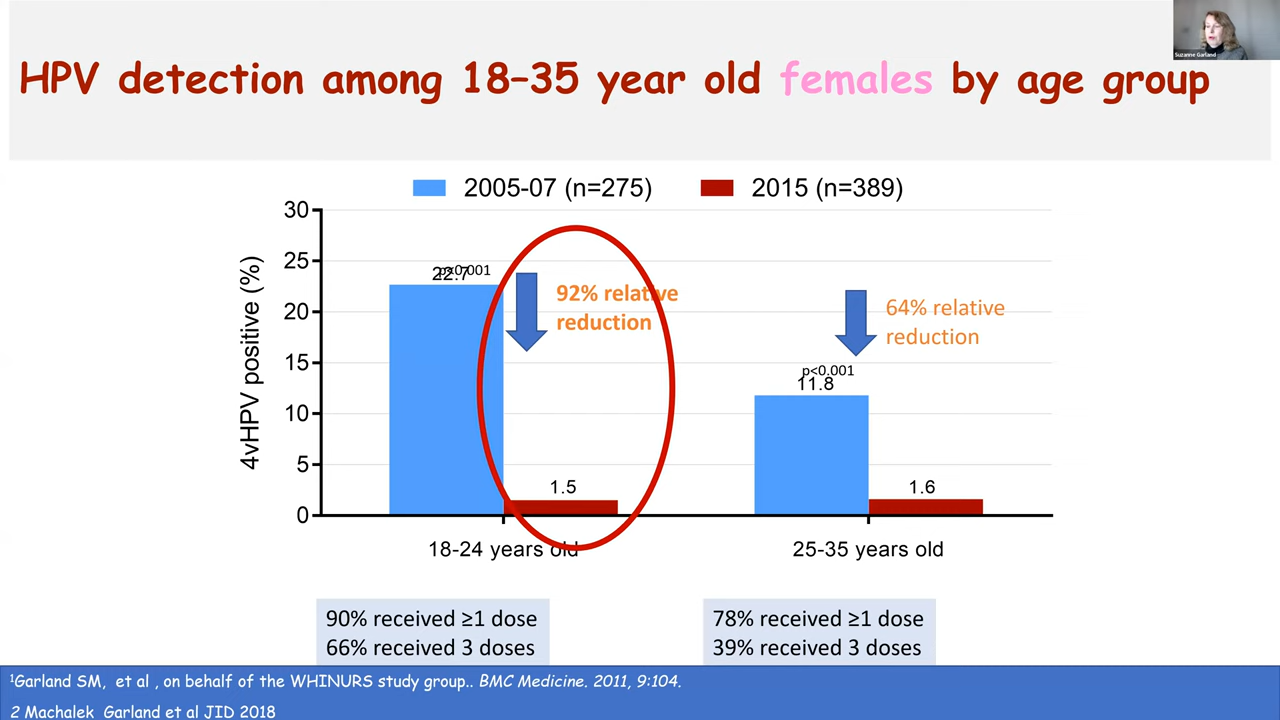 Suzanne Garland
HPV detection among 18–35 year old females by age group
2005-07 (n=275)
2015 (n=389)
4vHPV positive (%)
30
25
20
15
10
5
0
22.7
p<0.001
92% relative
reduction
1.5
64% relative
reduction
p<0.001
11.8
1.6
18-24 years old
25-35 years old
90% received ≥1 dose
66% received 3 doses
78% received ≥1 dose
39% received 3 doses
1Garland SM, et al , on behalf of the WHINURS study group.. BMC Medicine. 2011, 9:104.
2 Machalek Garland et al JID 2018